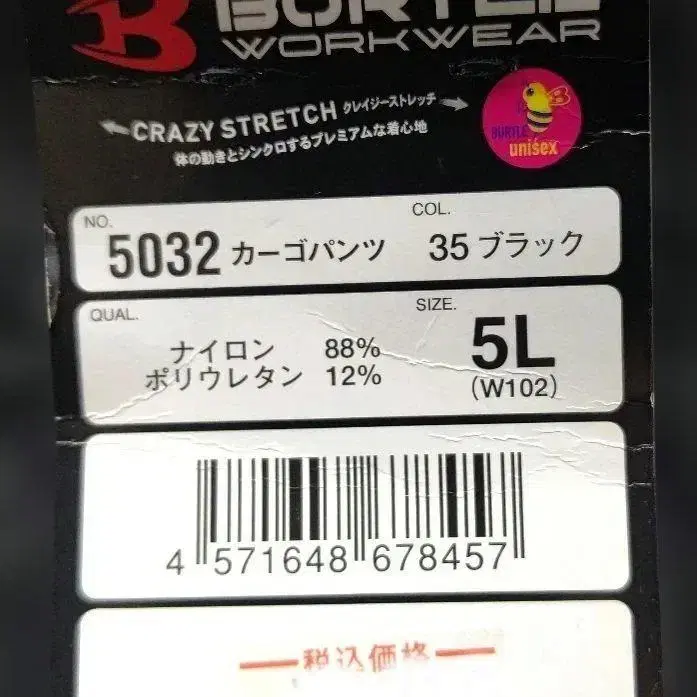 BURTLE
WORKWEAR
CRAZY STRETCH クレイジーストレッチ
体の動きとシンクロするプレミアムな着心地
BURTLE
unisex
NO.
5032 カーゴパンツ
COL.
35 ブラック
QUAL.
ナイロン 88%
ポリウレタン 12%
SIZE.
5L
(W102)
4 571648 678457
税込価格